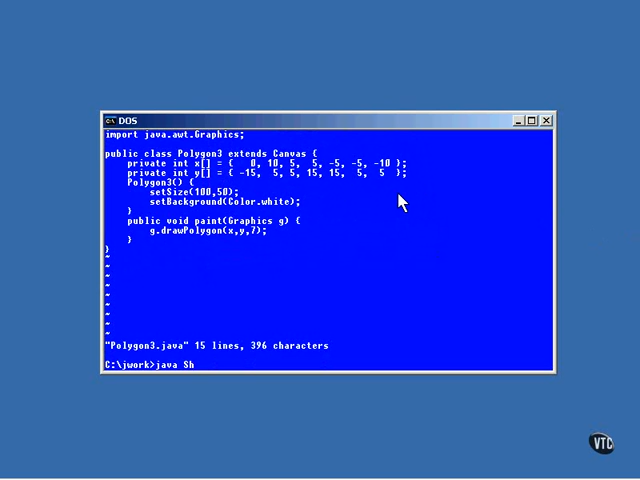 DOS
import java.awt.Graphics;
public class Polygon3 extends Canvas {
private int x[] = { 0, 10, 5, 5, -5, -5, -10 };
private int y[] = { -15, 5, 5, 15, 15, 5, 5 };
Polygon3() {
setSize(100,50);
setBackground(Color.white);
}
public void paint(Graphics g) {
g.drawPolygon(x,y,7);
}
}
~
~
~
~
~
~
~
~
~
"Polygon3.java" 15 lines, 396 characters
C:\jwork>java Sh
VTC